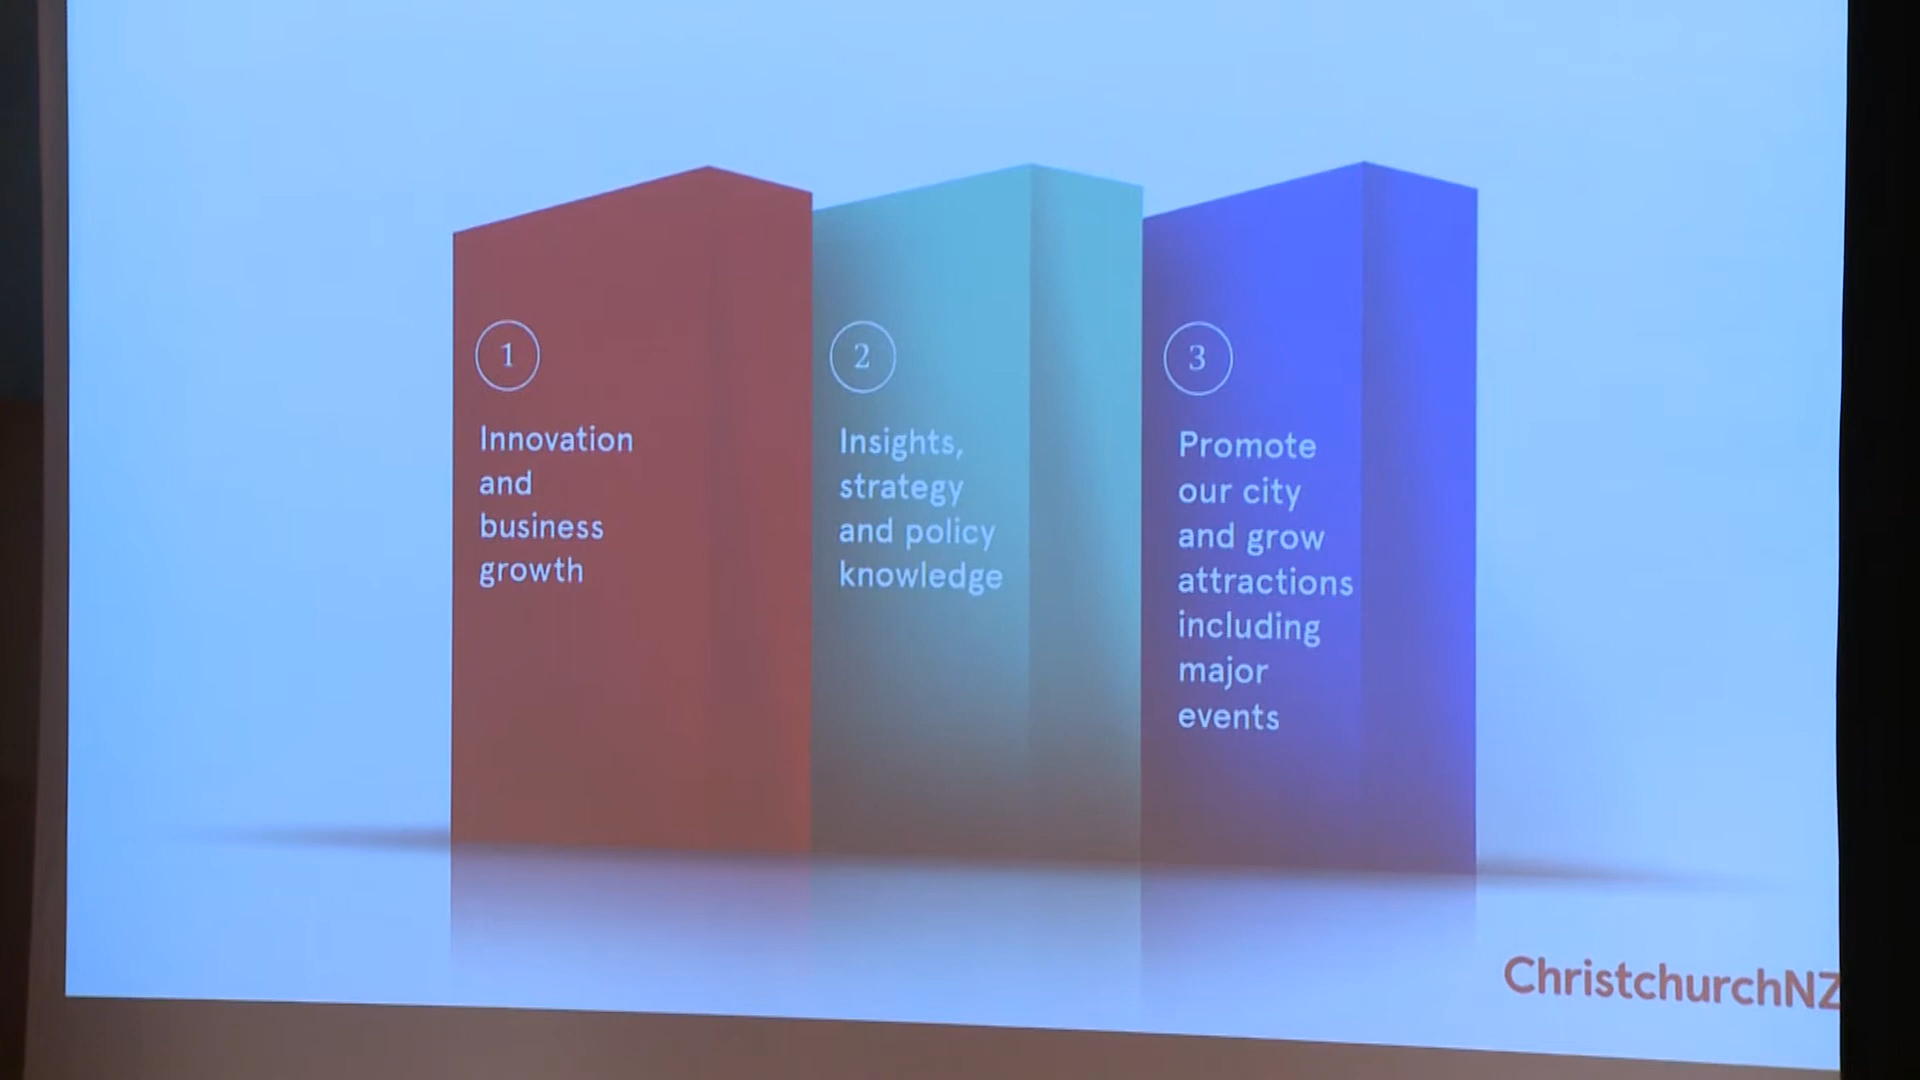 1
Innovation
and
business
growth
2
Insights,
strategy
and policy
knowledge
3
Promote
our city
and grow
attractions
including
major
events
ChristchurchNZ